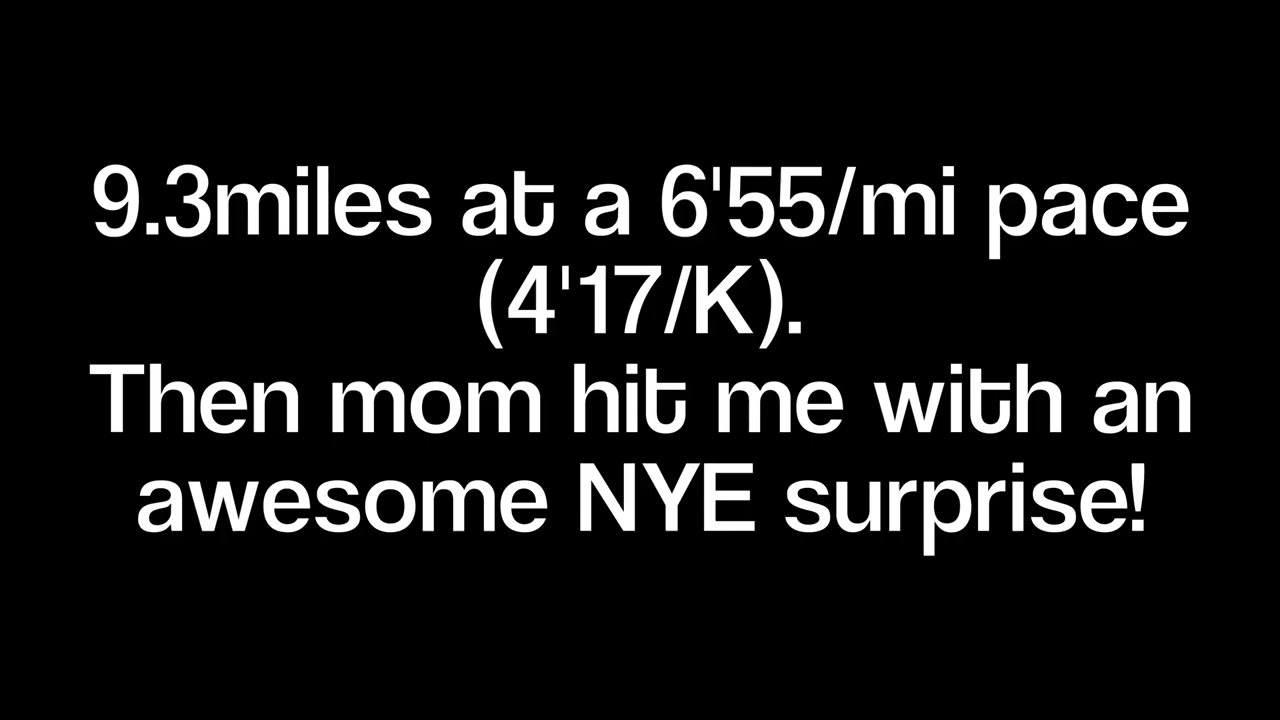 9.3miles at a 6'55/mi pace
(4'17/K).
Then mom hit me with an
awesome NYE surprise!